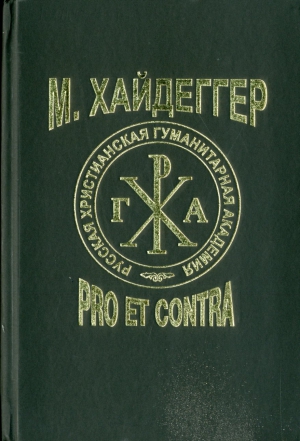 М. ХАЙДЕГГЕР
РУССКАЯ ХРИСТИАНСКАЯ ГУМАНИТАРНАЯ АКАДЕМИЯ
Г А
PRO ET CONTRA